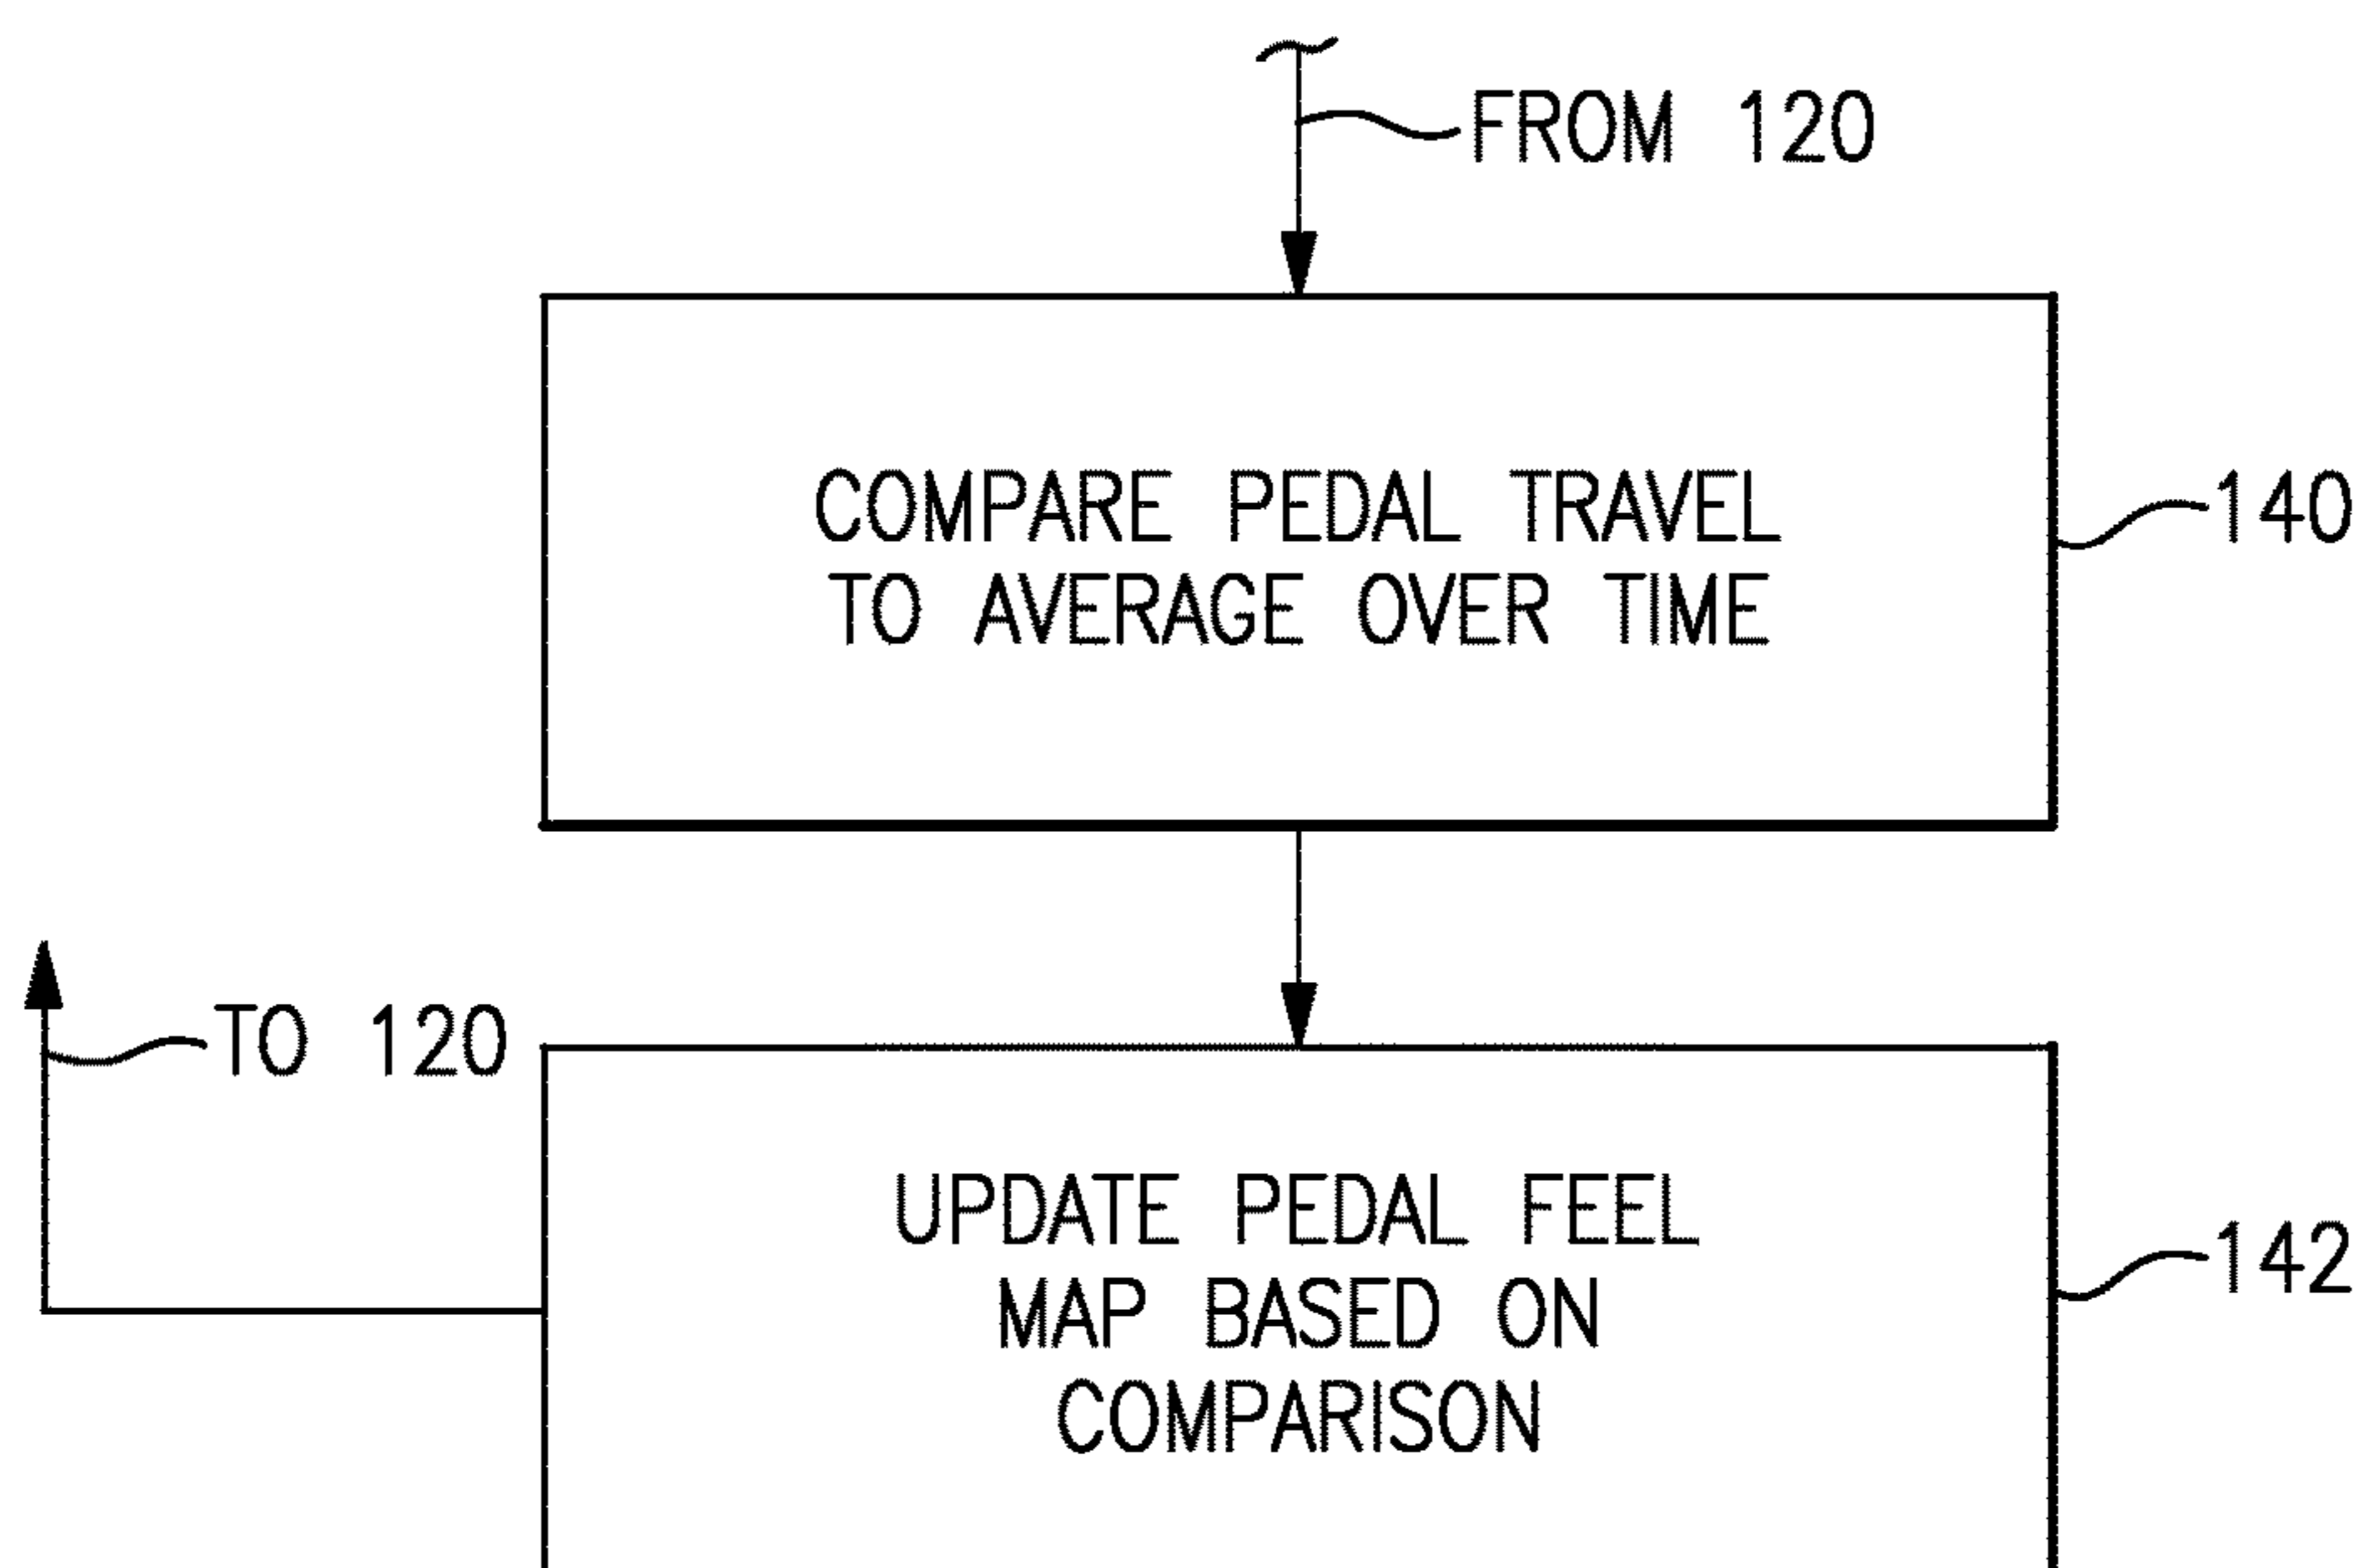 FROM 120
COMPARE PEDAL TRAVEL
TO AVERAGE OVER TIME
140
TO 120
UPDATE PEDAL FEEL
MAP BASED ON
COMPARISON
142